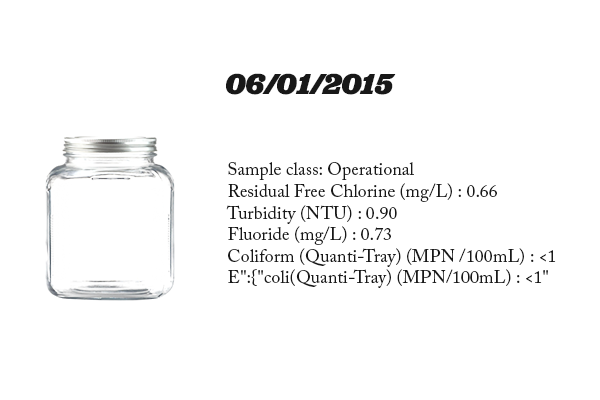 06/01/2015
Sample class: Operational
Residual Free Chlorine (mg/L) : 0.66
Turbidity (NTU) : 0.90
Fluoride (mg/L) : 0.73
Coliform (Quanti-Tray) (MPN /100mL) : <1
E":{"coli(Quanti-Tray) (MPN/100mL) : <1"